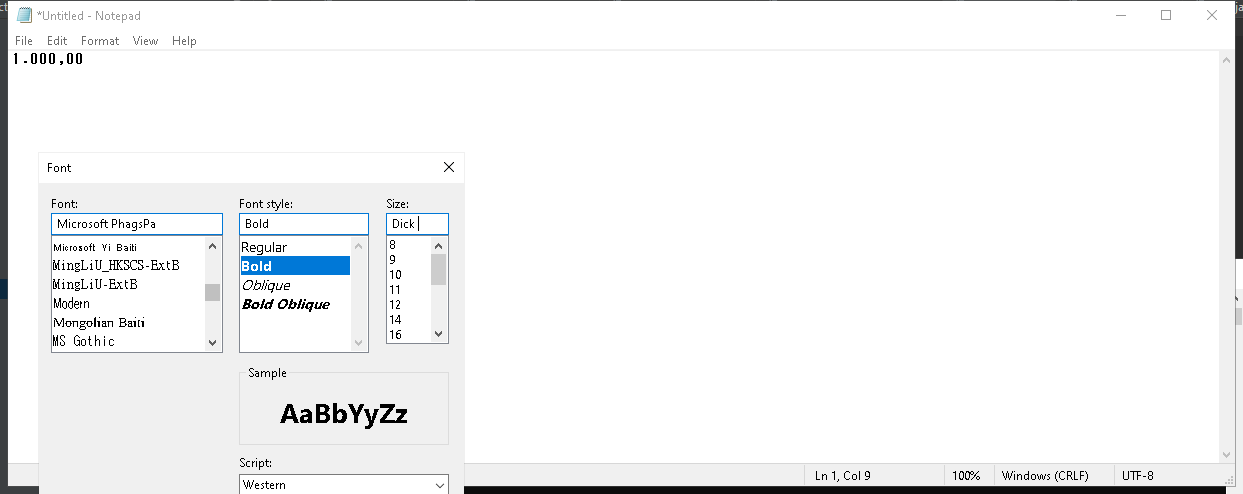 *Untitled - Notepad
File Edit Format View Help
1.000,00
Font
Font: Font style: Size:
Microsoft PhagsPa Bold Dick
Microsoft Yi Baiti Regular 8
MingLiU_HKSCS-ExtB Bold 9
MingLiU-ExtB Oblique 10
Modern Bold Oblique 11
Mongolian Baiti 12
MS Gothic 14
16
Sample
AaBbYyZz
Script:
Western
Ln 1, Col 9 100% Windows (CRLF) UTF-8